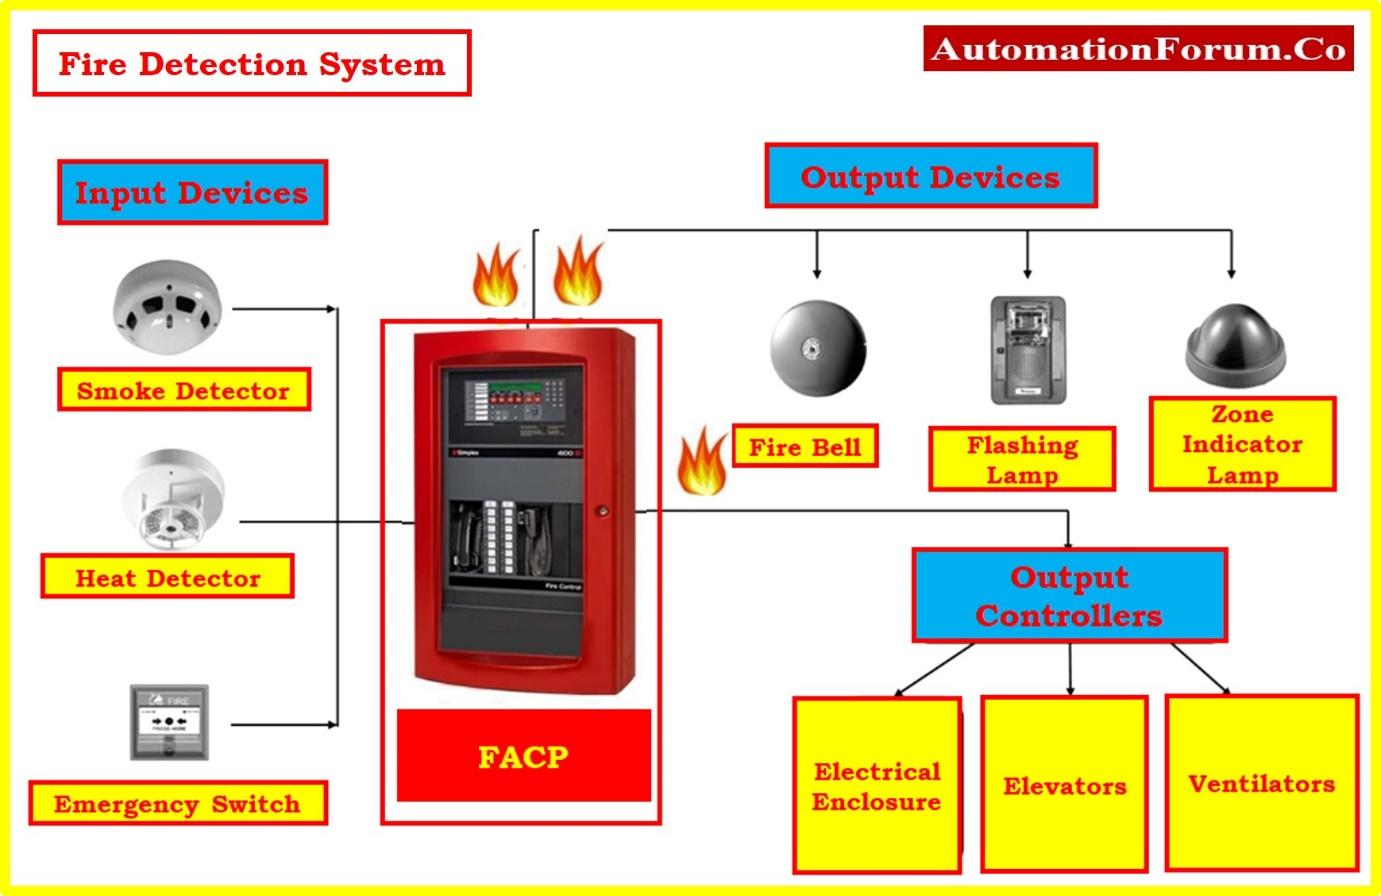 Fire Detection System
AutomationForum.Co
Input Devices
Output Devices
Smoke Detector
Heat Detector
FIRE
PRESS HERE
Emergency Switch
Simplex
4100
Fire Control
FACP
Fire Bell
Flashing
Lamp
Zone
Indicator
Lamp
Output
Controllers
Electrical
Enclosure
Elevators
Ventilators